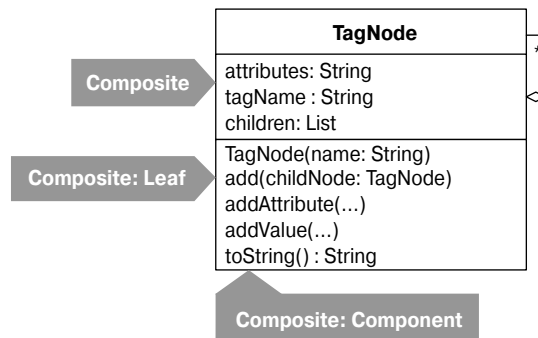 TagNode
*
Composite
attributes: String
tagName : String
children: List
Composite: Leaf
TagNode(name: String)
add(childNode: TagNode)
addAttribute(...)
addValue(...)
toString() : String
Composite: Component